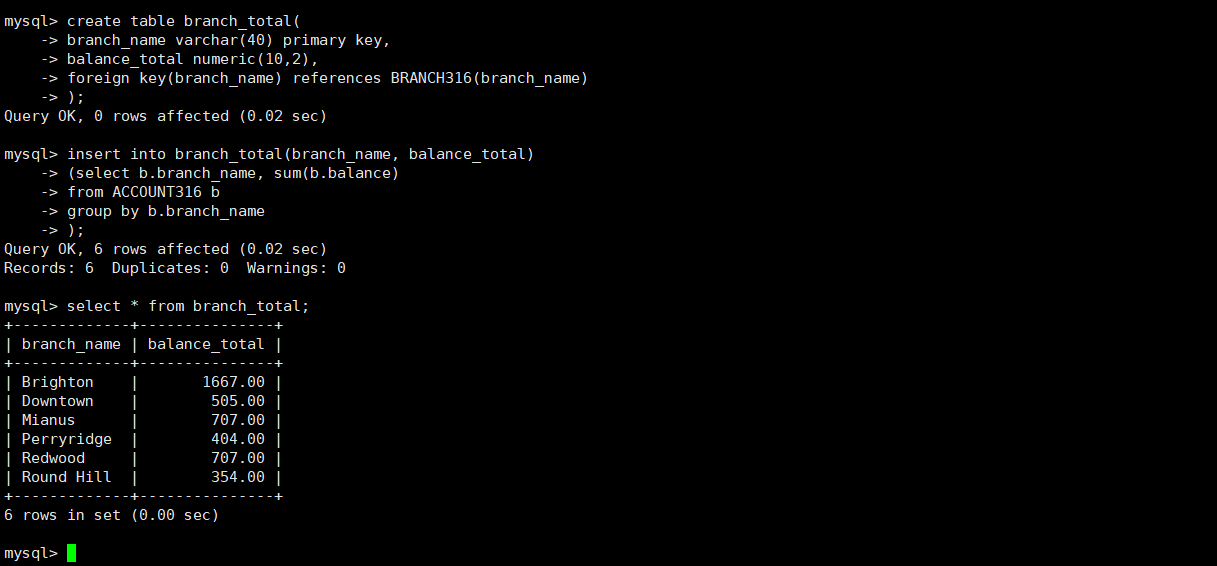 mysql> create table branch_total(
    -> branch_name varchar(40) primary key,
    -> balance_total numeric(10,2),
    -> foreign key(branch_name) references BRANCH316(branch_name)
    -> );
Query OK, 0 rows affected (0.02 sec)

mysql> insert into branch_total(branch_name, balance_total)
    -> (select b.branch_name, sum(b.balance)
    -> from ACCOUNT316 b
    -> group by b.branch_name
    -> );
Query OK, 6 rows affected (0.02 sec)
Records: 6  Duplicates: 0  Warnings: 0

mysql> select * from branch_total;
+-------------+---------------+
| branch_name | balance_total |
+-------------+---------------+
| Brighton    |       1667.00 |
| Downtown    |        505.00 |
| Mianus      |        707.00 |
| Perryridge  |        404.00 |
| Redwood     |        707.00 |
| Round Hill  |        354.00 |
+-------------+---------------+
6 rows in set (0.00 sec)

mysql>